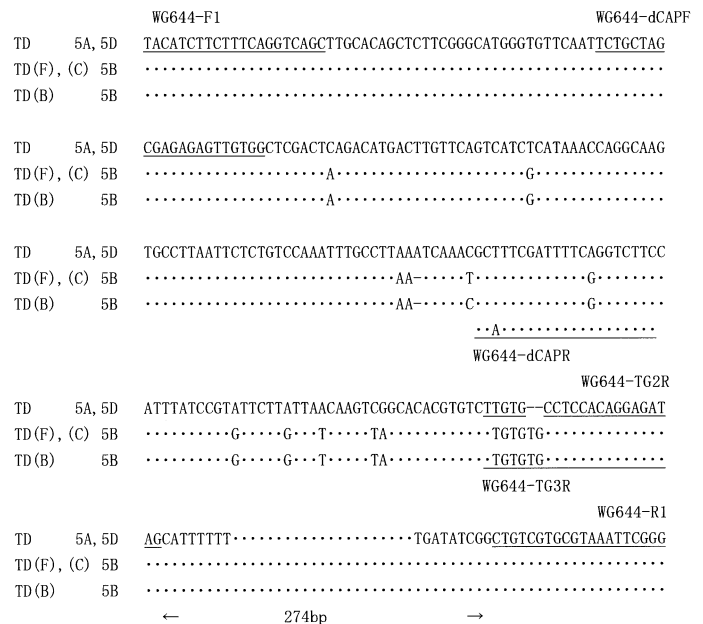 WG644-F1 WG644-dCAPF
TD 5A,5D TACATCTTCTTTCAGGTCAGCTTGCACAGCTCTTCGGGCATGGGTGTTCAATTCTGCTAG
TD(F),(C) 5B ····························································
TD(B) 5B ····························································
TD 5A,5D CGAGAGAGTTGTGGCTCGACTCAGACATGACTTGTTCAGTCATCTCATAAACCAGGCAAG
TD(F),(C) 5B ·····················A······················G···············
TD(B) 5B ·····················A······················G···············
TD 5A,5D TGCCTTAATTCTCTGTCCAAATTTGCCTTAAATCAAACGCTTTCGATTTTCAGGTCTTCC
TD(F),(C) 5B ·····························AA-·····T·············G········
TD(B) 5B ·····························AA-·····C·············G········
··A··················
WG644-dCAPR
WG644-TG2R
TD 5A,5D ATTTATCCGTATTCTTATTAACAAGTCGGCACACGTGTCTTGTG--CCTCCACAGGAGAT
TD(F),(C) 5B ··········G·····G···T·····TA············TGTGTG··············
TD(B) 5B ··········G·····G···T·····TA············TGTGTG··············
WG644-TG3R
WG644-R1
TD 5A,5D AGCATTTTTT·····················TGATATCGGCTGTCGTGCGTAAATTCGGG
TD(F),(C) 5B ····························································
TD(B) 5B ····························································
← 274bp →